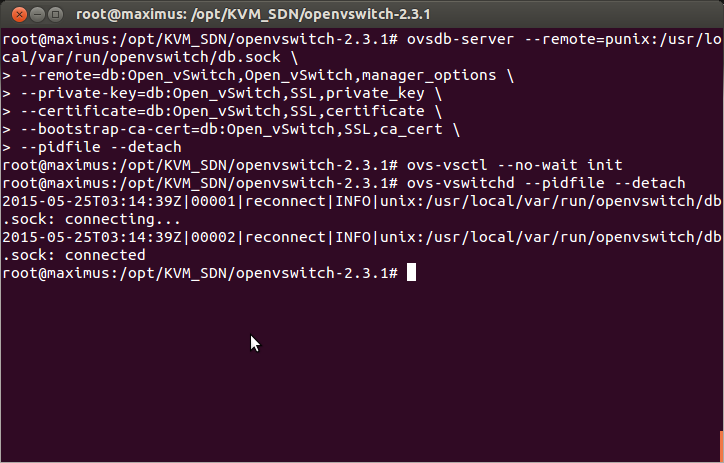 root@maximus: /opt/KVM_SDN/openvswitch-2.3.1
root@maximus:/opt/KVM_SDN/openvswitch-2.3.1# ovsdb-server --remote=punix:/usr/lo
cal/var/run/openvswitch/db.sock \
> --remote=db:Open_vSwitch,Open_vSwitch,manager_options \
> --private-key=db:Open_vSwitch,SSL,private_key \
> --certificate=db:Open_vSwitch,SSL,certificate \
> --bootstrap-ca-cert=db:Open_vSwitch,SSL,ca_cert \
> --pidfile --detach
root@maximus:/opt/KVM_SDN/openvswitch-2.3.1# ovs-vsctl --no-wait init
root@maximus:/opt/KVM_SDN/openvswitch-2.3.1# ovs-vswitchd --pidfile --detach
2015-05-25T03:14:39Z|00001|reconnect|INFO|unix:/usr/local/var/run/openvswitch/db
.sock: connecting...
2015-05-25T03:14:39Z|00002|reconnect|INFO|unix:/usr/local/var/run/openvswitch/db
.sock: connected
root@maximus:/opt/KVM_SDN/openvswitch-2.3.1#